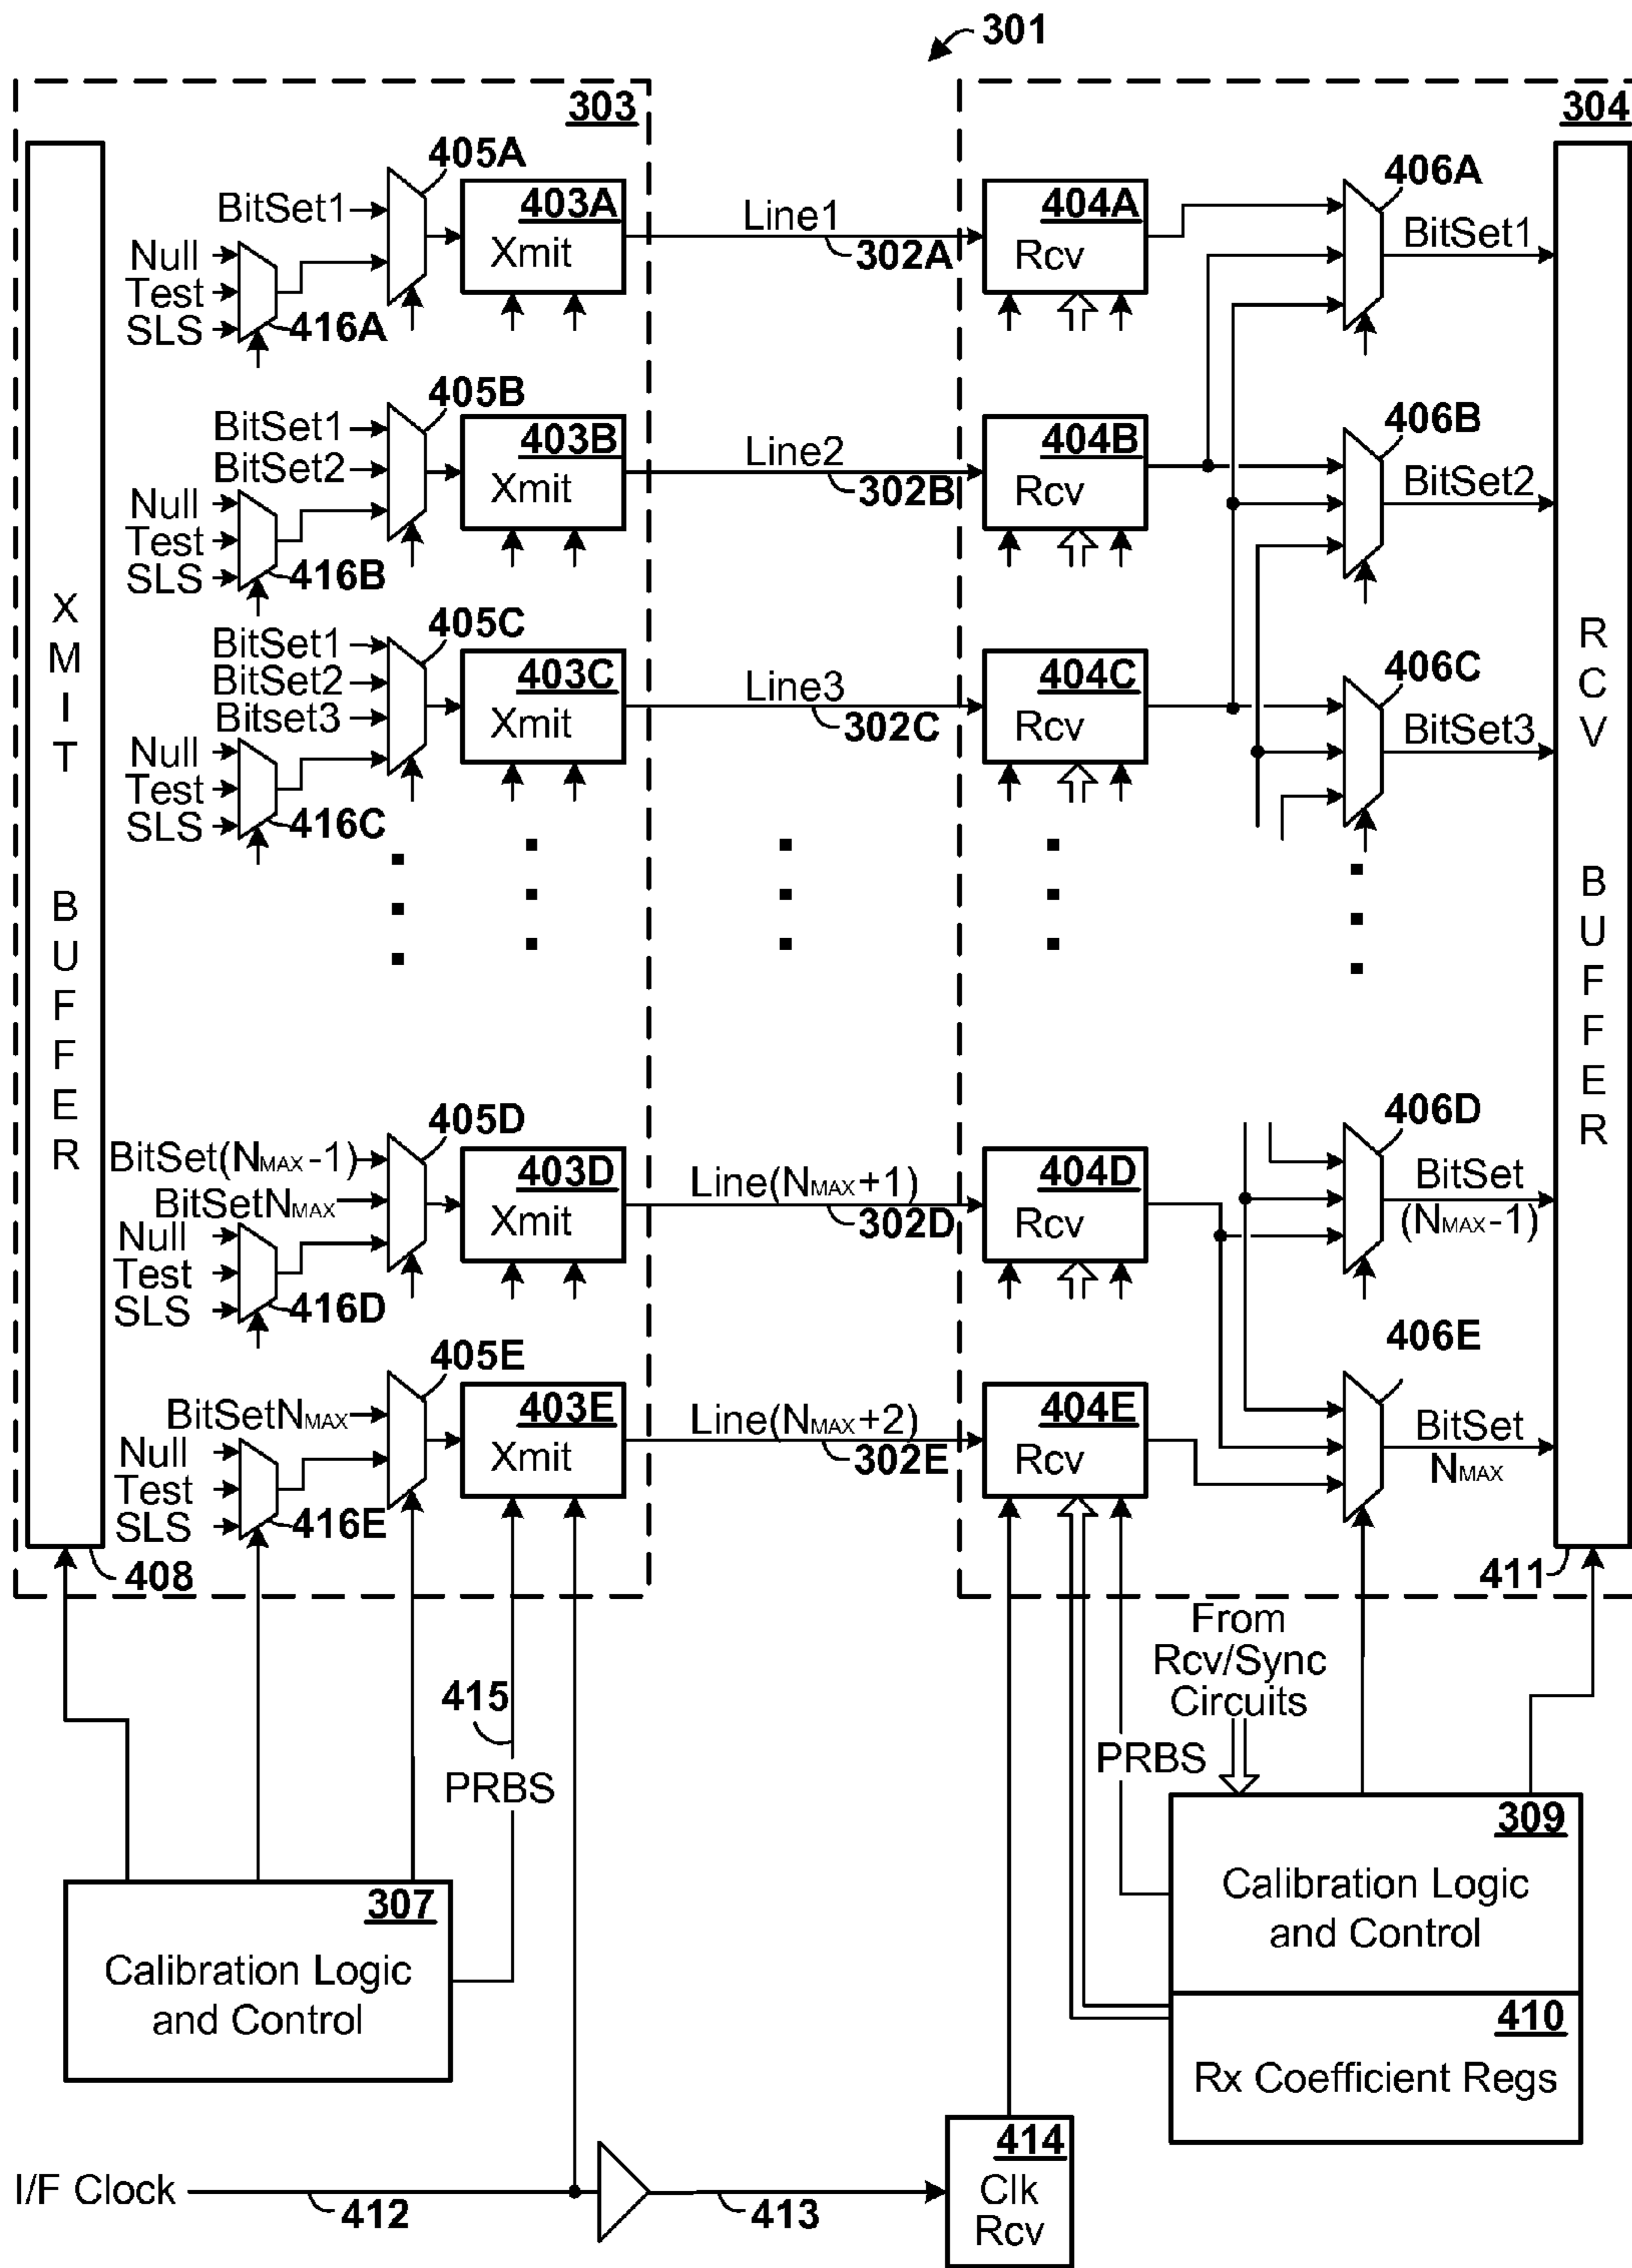 301
303
304
405A
BitSet1
403A
Xmit
Line1
302A
404A
Rcv
406A
BitSet1
Null
Test
SLS
416A
405B
BitSet1
BitSet2
403B
Xmit
Line2
302B
404B
Rcv
406B
BitSet2
Null
Test
SLS
416B
405C
BitSet1
BitSet2
Bitset3
403C
Xmit
Line3
302C
404C
Rcv
406C
BitSet3
Null
Test
SLS
416C
XMIT BUFFER
RCV BUFFER
405D
BitSet(NMAX-1)
BitSetNMAX
403D
Xmit
Line(NMAX+1)
302D
404D
Rcv
406D
BitSet
(NMAX-1)
Null
Test
SLS
416D
405E
BitSetNMAX
403E
Xmit
Line(NMAX+2)
302E
404E
Rcv
406E
BitSet
NMAX
Null
Test
SLS
416E
408
411
From
Rcv/Sync
Circuits
415
PRBS
PRBS
307
Calibration Logic
and Control
309
Calibration Logic
and Control
410
Rx Coefficient Regs
I/F Clock
412
413
414
Clk
Rcv